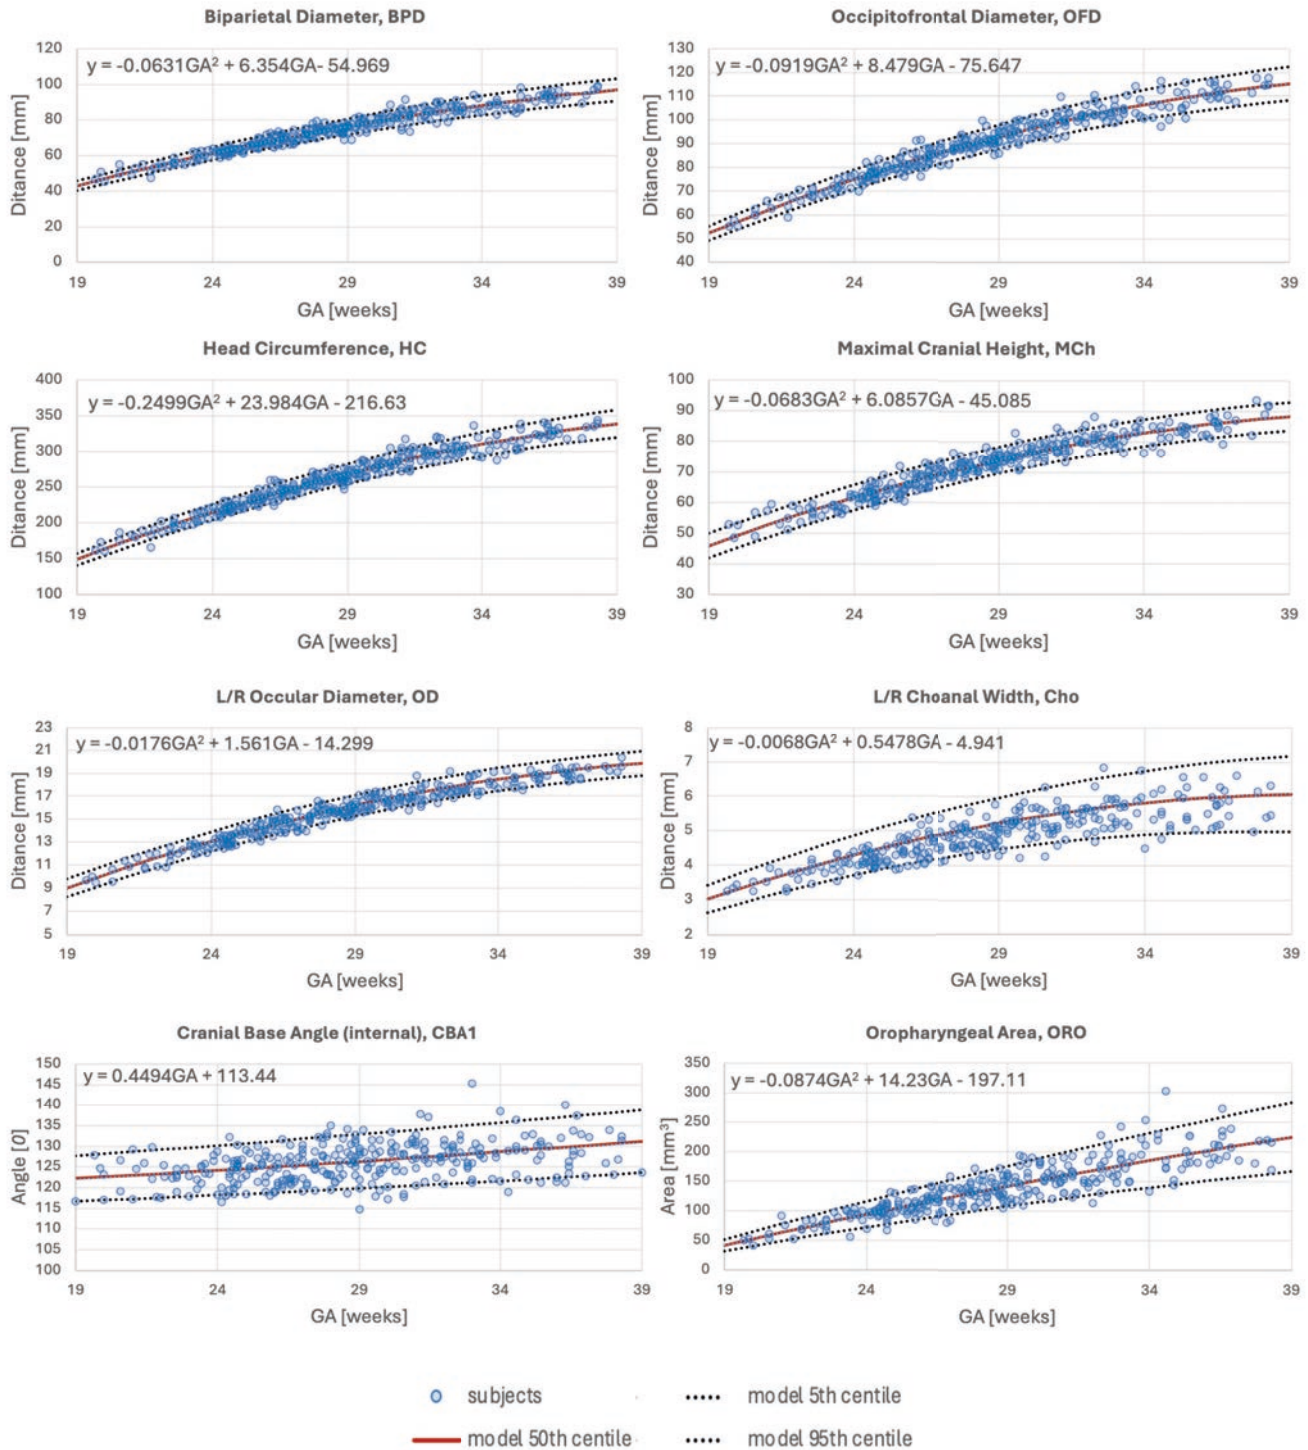 Biparietal Diameter, BPD
y = -0.0631GA² + 6.354GA- 54.969
Ditance [mm]
120
100
80
60
40
20
0
19 24 29 34 39
GA [weeks]
Occipitofrontal Diameter, OFD
y = -0.0919GA² + 8.479GA - 75.647
Ditance [mm]
130
120
110
100
90
80
70
60
50
40
19 24 29 34 39
GA [weeks]
Head Circumference, HC
y = -0.2499GA² + 23.984GA - 216.63
Ditance [mm]
400
350
300
250
200
150
100
19 24 29 34 39
GA [weeks]
Maximal Cranial Height, MCh
y = -0.0683GA² + 6.0857GA - 45.085
Ditance [mm]
100
90
80
70
60
50
40
30
19 24 29 34 39
GA [weeks]
L/R Occular Diameter, OD
y = -0.0176GA² + 1.561GA - 14.299
Ditance [mm]
23
21
19
17
15
13
11
9
7
5
19 24 29 34 39
GA [weeks]
L/R Choanal Width, Cho
y = -0.0068GA² + 0.5478GA - 4.941
Ditance [mm]
8
7
6
5
4
3
2
19 24 29 34 39
GA [weeks]
Cranial Base Angle (internal), CBA1
y = 0.4494GA + 113.44
Angle [0]
150
145
140
135
130
125
120
115
110
105
100
19 24 29 34 39
GA [weeks]
Oropharyngeal Area, ORO
y = -0.0874GA² + 14.23GA - 197.11
Area [mm³]
350
300
250
200
150
100
50
0
19 24 29 34 39
GA [weeks]
subjects
model 5th centile
model 50th centile
model 95th centile